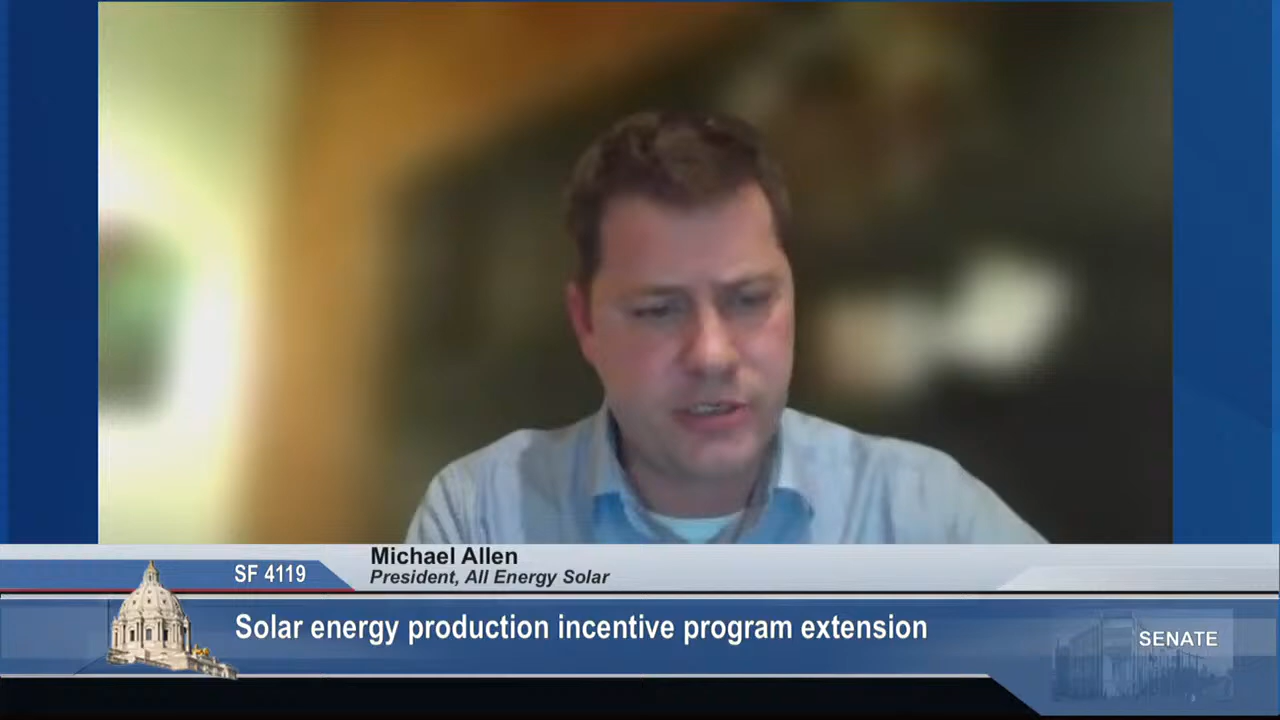 Michael Allen
President, All Energy Solar
SF 4119
Solar energy production incentive program extension
SENATE